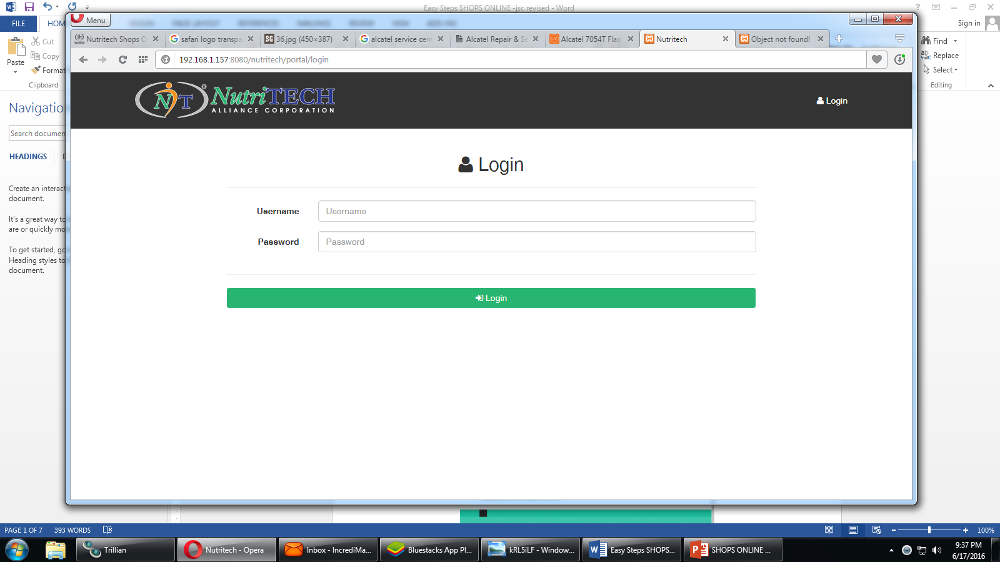 Easy Steps SHOPS ONLINE -jsc revised - Word
FILE
HOM
Sign in
Menu
Nutritech Shops O
safari logo transpa
36.jpg (450×387)
alcatel service cent
Alcatel Repair & Se
Alcatel 7054T Flas
Nutritech
Object not found!
192.168.1.157:8080/nutritech/portal/login
Cut
Copy
Format
Paste
Clipboard
Find
Replace
Select
Editing
NT
NutriTECH
ALLIANCE CORPORATION
Login
Navigatio
Search documen
HEADINGS
P
Create an interact
document.
It's a great way to
are or quickly mo
To get started, go
Heading styles to
document.
Login
Username
Username
Password
Password
Login
PAGE 1 OF 7
393 WORDS
100%
Trillian
Nutritech - Opera
Inbox - IncrediMa...
Bluestacks App Pl...
kRL5iLF - Window...
Easy Steps SHOPS...
SHOPS ONLINE ...
9:37 PM
6/17/2016